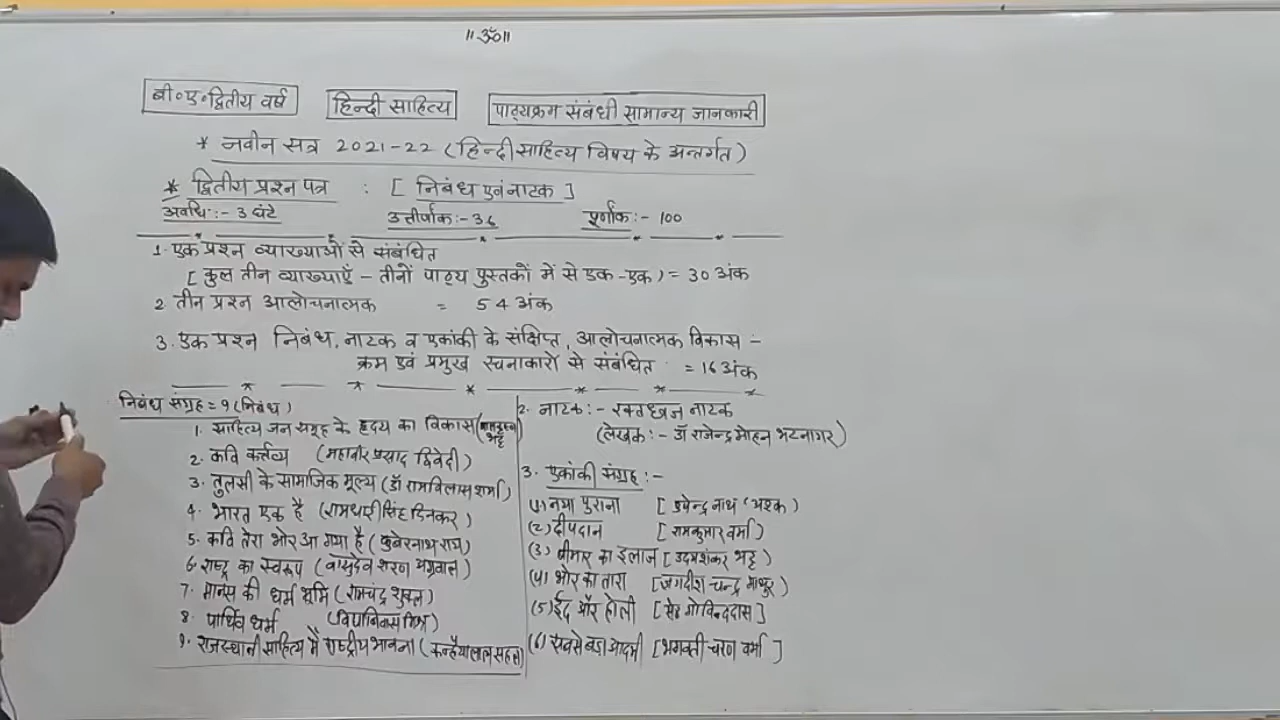 ॥ॐ॥
बी०ए०द्वितीय वर्ष हिन्दी साहित्य पाठ्यक्रम संबंधी सामान्य जानकारी
* नवीन सत्र 2021-22 (हिन्दी साहित्य विषय के अन्तर्गत)
* द्वितीय प्रश्न पत्र : [ निबंध एवं नाटक ]
अवधि:- 3 घंटे उत्तीर्णांक:- 36 पूर्णांक:- 100
1. एक प्रश्न व्याख्याओं से संबंधित
[ कुल तीन व्याख्याएँ - तीनों पाठ्य पुस्तकों में से एक-एक) = 30 अंक
2 तीन प्रश्न आलोचनात्मक = 54 अंक
3. एक प्रश्न निबंध, नाटक व एकांकी के संक्षिप्त, आलोचनात्मक विकास -
क्रम एवं प्रमुख रचनाकारों से संबंधित = 16 अंक
निबंध संग्रह = 9 (निबंध)
1. साहित्य जन समूह के हृदय का विकास (बालकृष्ण भट्ट
2. कवि कर्त्तव्य (महावीर प्रसाद द्विवेदी)
3. तुलसी के सामाजिक मूल्य (डॉ रामविलास शर्मा)
4. भारत एक है (रामधारी सिंह दिनकर)
5. कवि तेरा भोर आ गया है (कुबेरनाथ राय)
6. राष्ट्र का स्वरूप (वासुदेव शरण अग्रवाल)
7. मानस की धर्म भूमि (रामचंद्र शुक्ल)
8. पार्थिव धर्म (विद्यानिवास मिश्र)
9. राजस्थानी साहित्य में राष्ट्रीय भावना (कन्हैयालाल सहल)
2. नाटक:- रक्तध्वज नाटक
(लेखक:- डॉ राजेन्द्र मोहन भटनागर)
3. एकांकी संग्रह:-
(1) नया पुराना [ उपेन्द्र नाथ 'अश्क )
(2) दीपदान [ रामकुमार वर्मा)
(3) बीमार का इलाज [ उदयशंकर भट्ट )
(4) भोर का तारा [जगदीश चन्द्र माथुर )
(5) ईद और होली [सेठ गोविन्ददास]
(6) सबसे बड़ा आदमी [भगवती चरण वर्मा ]